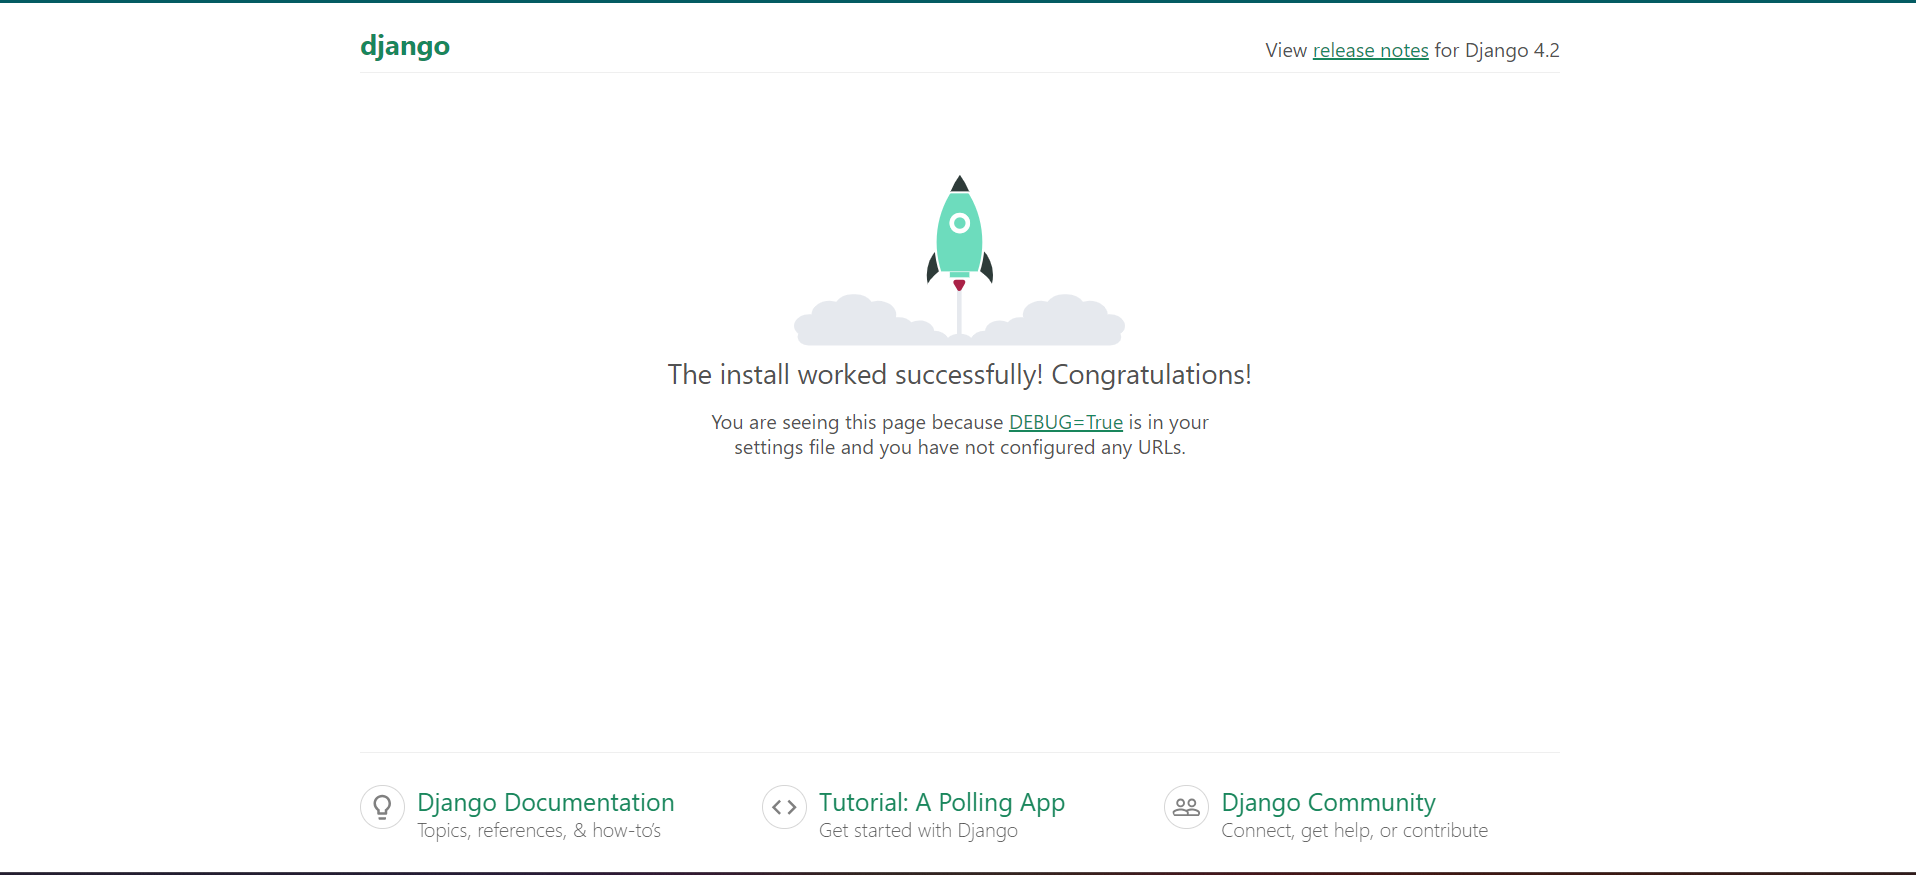 django
View release notes for Django 4.2
The install worked successfully! Congratulations!
You are seeing this page because DEBUG=True is in your
settings file and you have not configured any URLs.
Django Documentation
Topics, references, & how-to’s
Tutorial: A Polling App
Get started with Django
Django Community
Connect, get help, or contribute